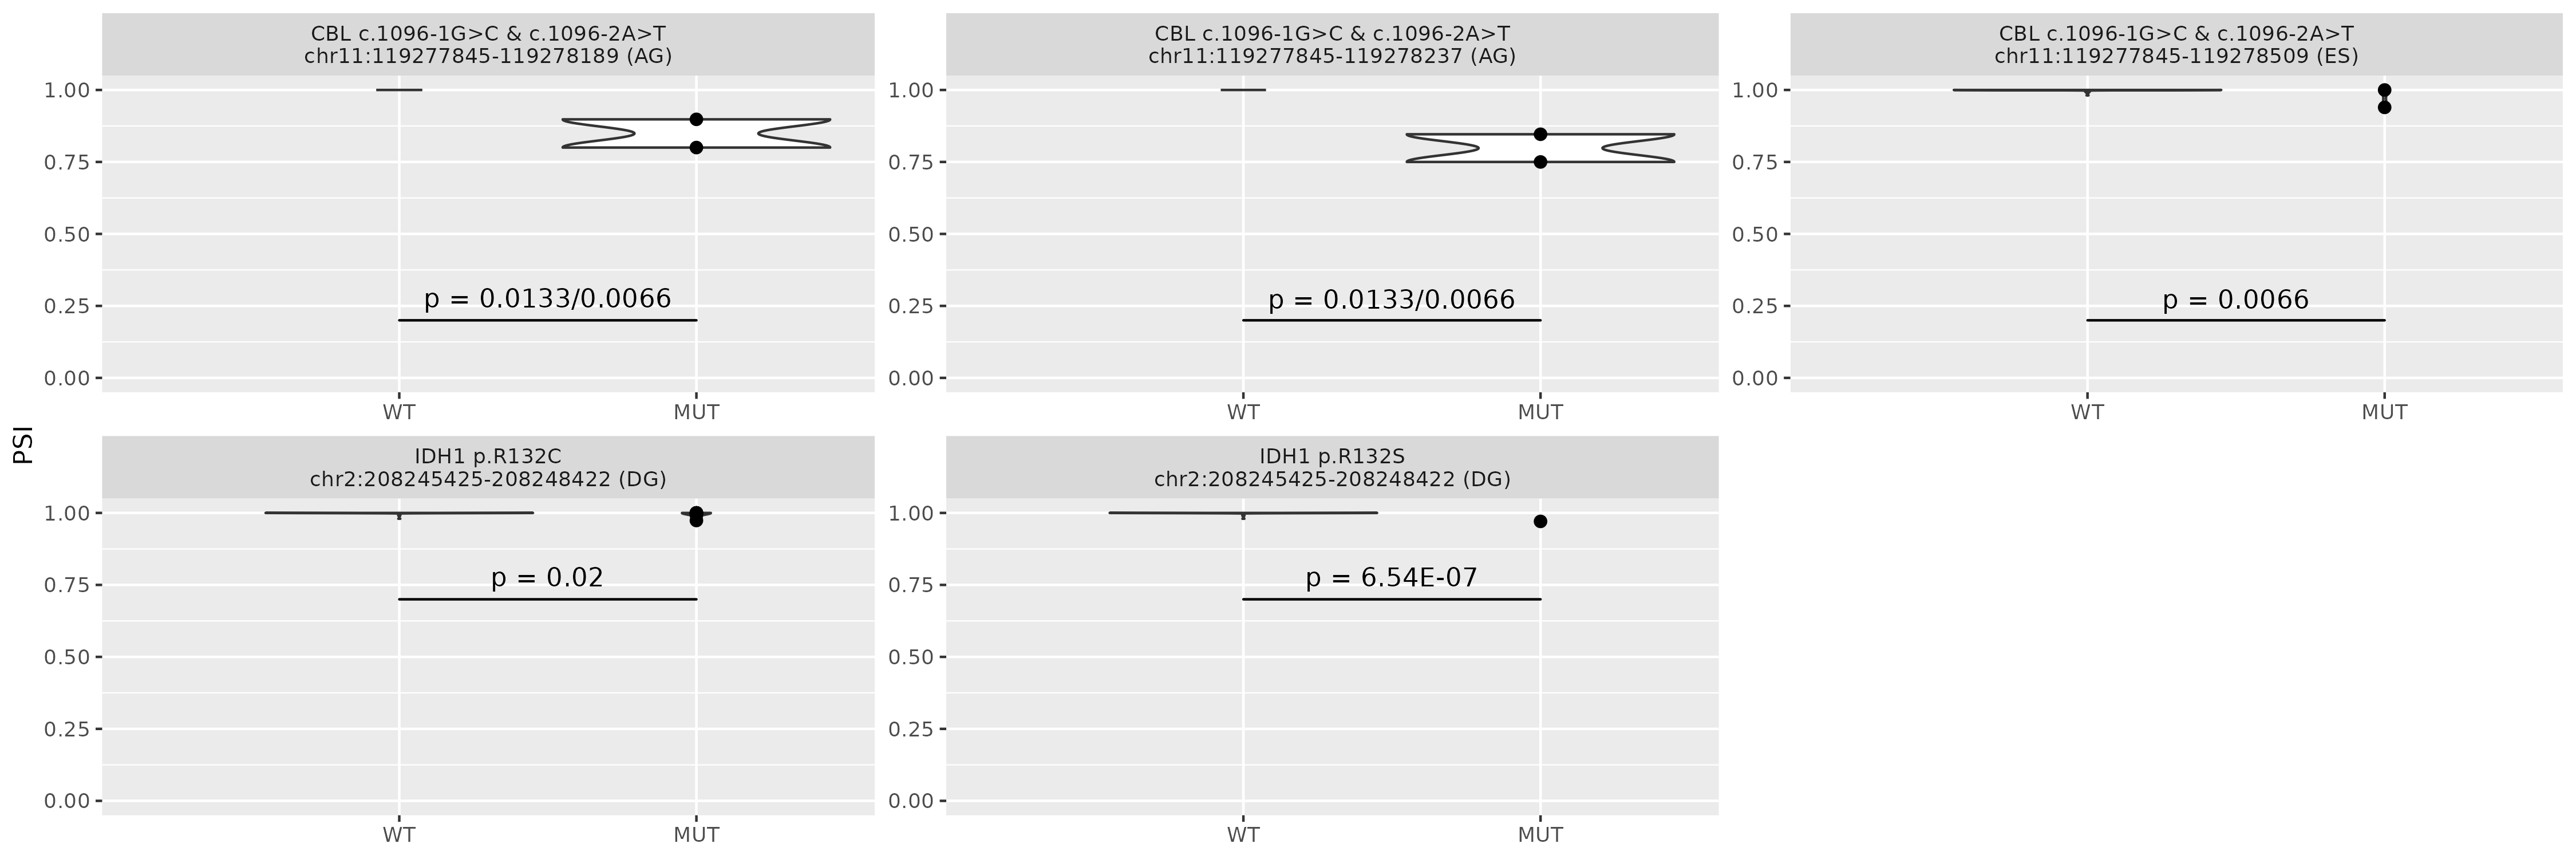 PSI
CBL c.1096-1G>C & c.1096-2A>T
chr11:119277845-119278189 (AG)
1.00
0.75
0.50
0.25
0.00
p = 0.0133/0.0066
WT
MUT
CBL c.1096-1G>C & c.1096-2A>T
chr11:119277845-119278237 (AG)
1.00
0.75
0.50
0.25
0.00
p = 0.0133/0.0066
WT
MUT
CBL c.1096-1G>C & c.1096-2A>T
chr11:119277845-119278509 (ES)
1.00
0.75
0.50
0.25
0.00
p = 0.0066
WT
MUT
IDH1 p.R132C
chr2:208245425-208248422 (DG)
1.00
0.75
0.50
0.25
0.00
p = 0.02
WT
MUT
IDH1 p.R132S
chr2:208245425-208248422 (DG)
1.00
0.75
0.50
0.25
0.00
p = 6.54E-07
WT
MUT